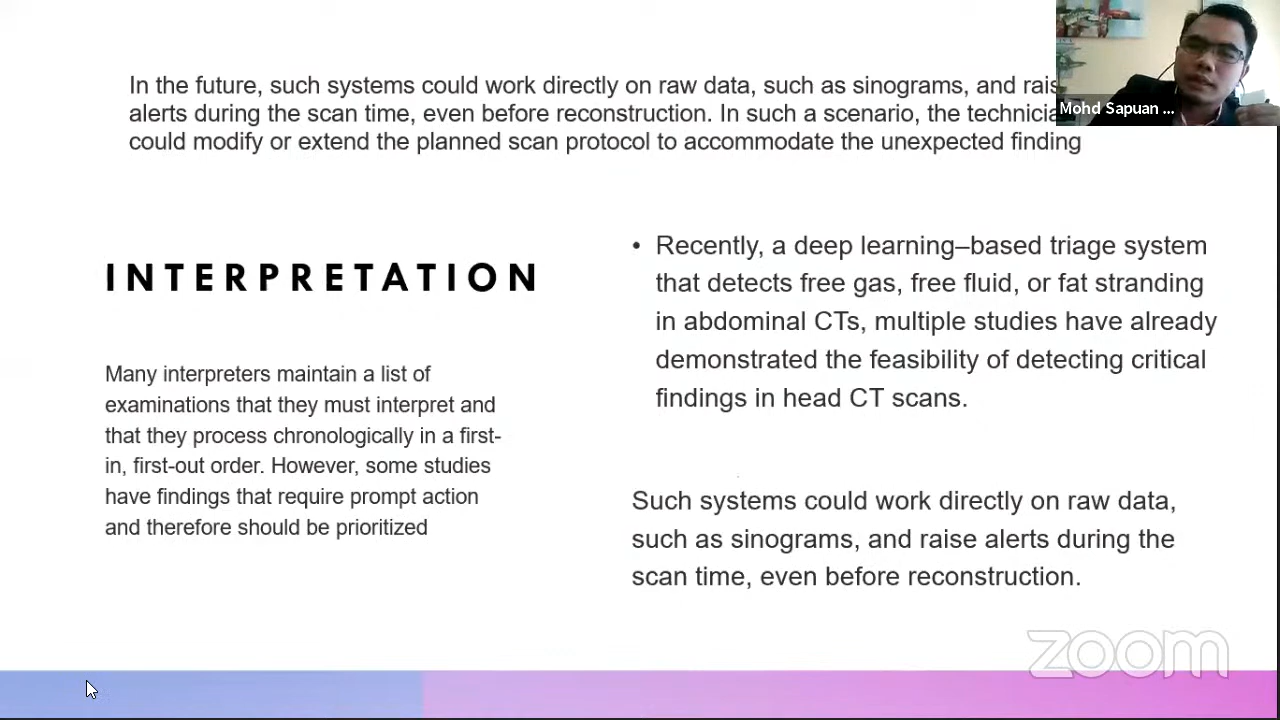 In the future, such systems could work directly on raw data, such as sinograms, and
alerts during the scan time, even before reconstruction. In such a scenario, the
could modify or extend the planned scan protocol to accommodate the unexpected finding
Mohd Sapuan ...
INTERPRETATION
Many interpreters maintain a list of
examinations that they must interpret and
that they process chronologically in a first-
in, first-out order. However, some studies
have findings that require prompt action
and therefore should be prioritized
• Recently, a deep learning–based triage system
that detects free gas, free fluid, or fat stranding
in abdominal CTs, multiple studies have already
demonstrated the feasibility of detecting critical
findings in head CT scans.
Such systems could work directly on raw data,
such as sinograms, and raise alerts during the
scan time, even before reconstruction.
zoom